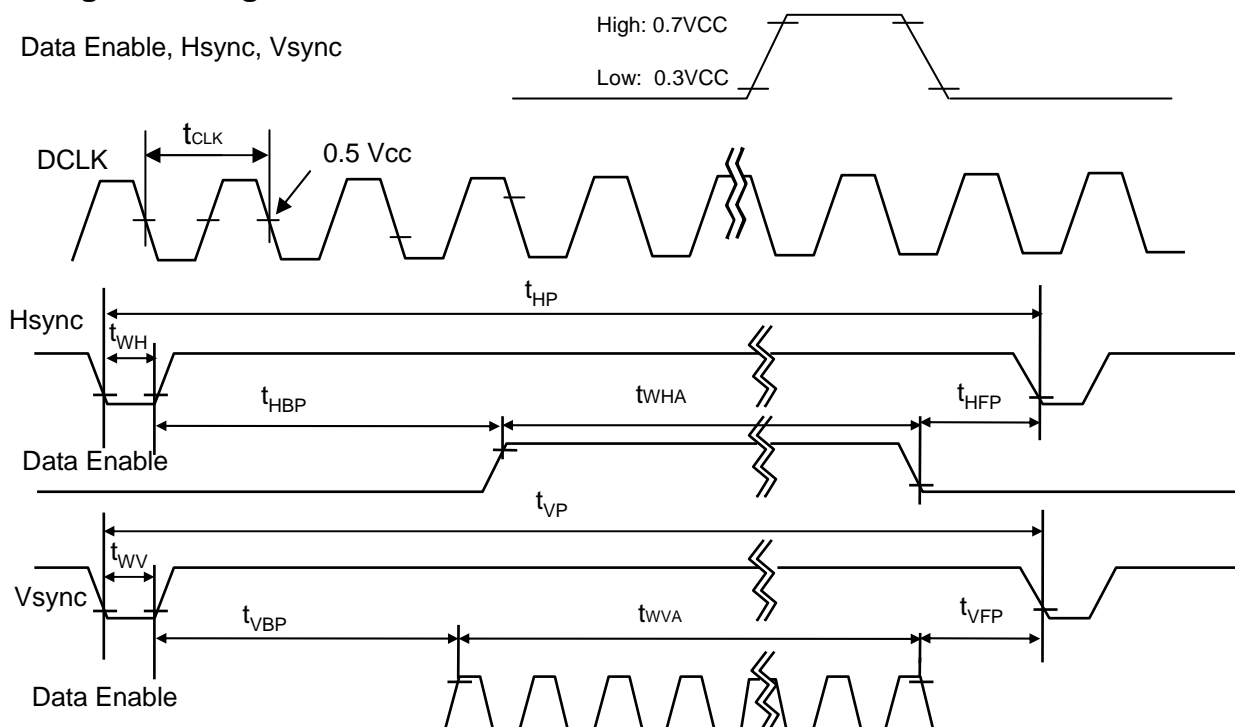 Data Enable, Hsync, Vsync
High: 0.7VCC
Low: 0.3VCC
tCLK
DCLK
0.5 Vcc
tHP
Hsync
tWH
tHBP
tWHA
tHFP
Data Enable
tVP
tWV
Vsync
tVBP
tWVA
tVFP
Data Enable